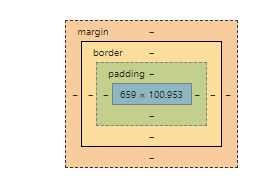 margin –
border –
padding –
– – – 659 × 100.953 – – –
–
–
–